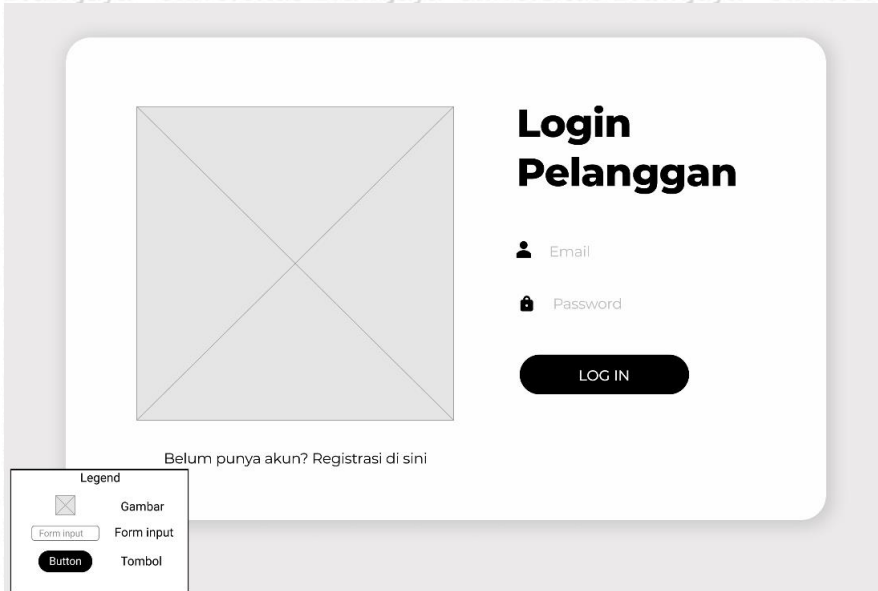 Login
Pelanggan
Email
Password
LOG IN
Belum punya akun? Registrasi di sini
Legend
Gambar
Form input Form input
Button Tombol